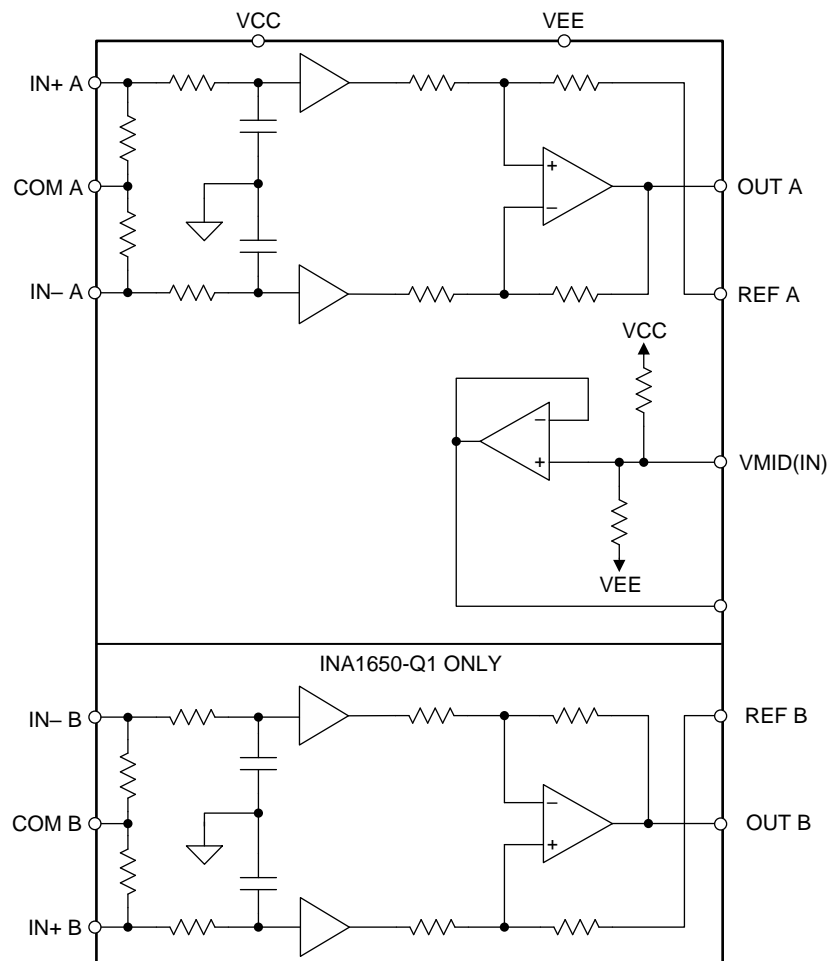 VCC
VEE
IN+ A
COM A
IN– A
+
–
OUT A
REF A
VCC
–
+
VMID(IN)
VEE
INA1650-Q1 ONLY
IN– B
COM B
IN+ B
–
+
REF B
OUT B